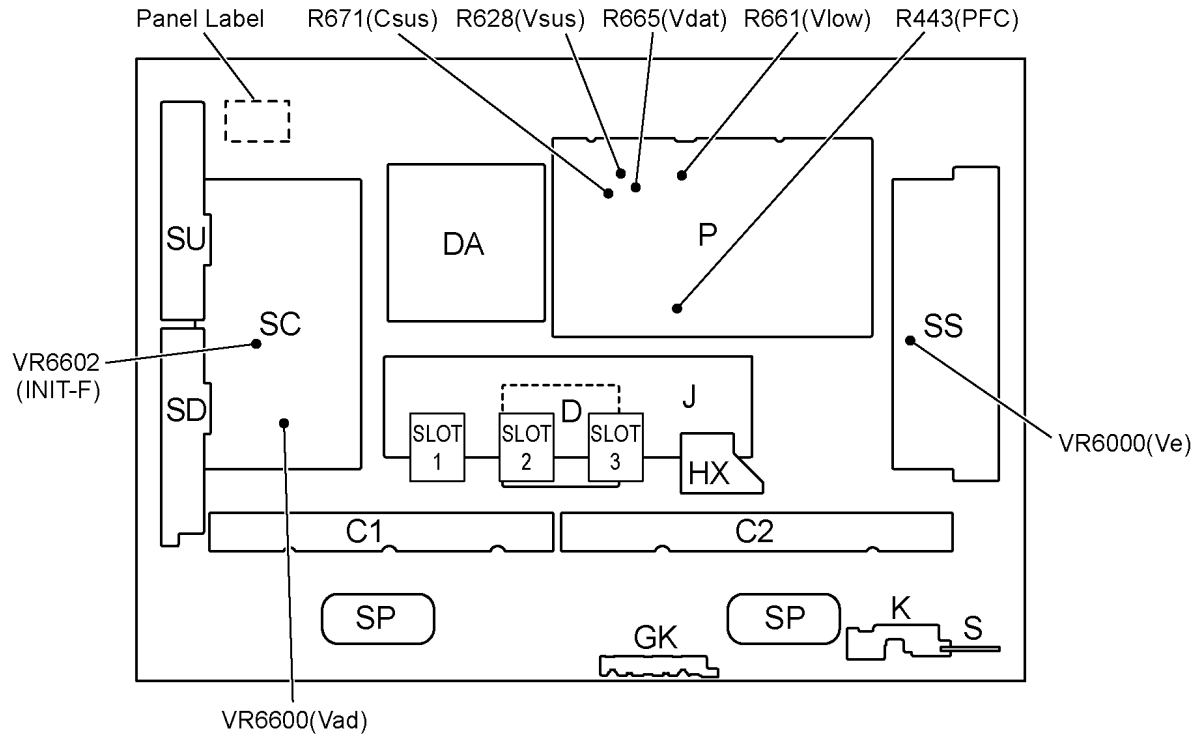 Panel Label
R671(Csus)
R628(Vsus)
R665(Vdat)
R661(Vlow)
R443(PFC)
SU
DA
P
SC
SS
VR6602
(INIT-F)
SD
D
J
SLOT
1
SLOT
2
SLOT
3
HX
VR6000(Ve)
C1
C2
SP
SP
K
S
GK
VR6600(Vad)